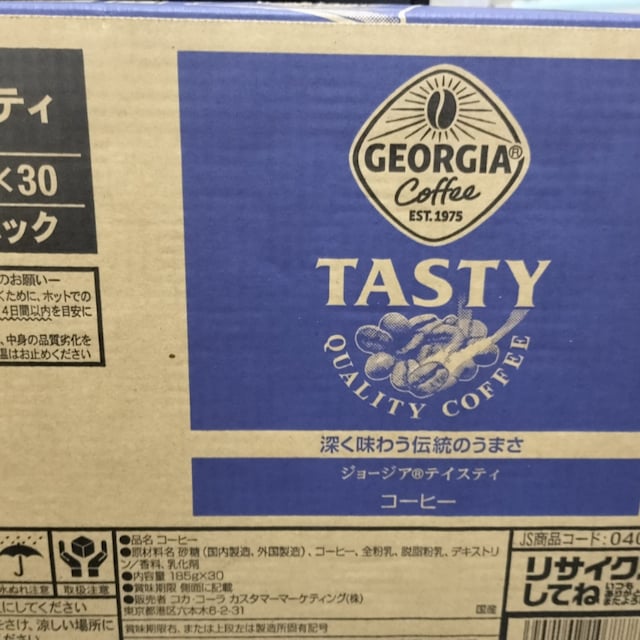 ティ
×30
ック
のお願いー
くために、ホットでの
4日間以内を目安に
、中身の品質劣化を
温はお止めください
GEORGIA®
Coffee
EST.1975
TASTY
QUALITY COFFEE
深く味わう伝統のうまさ
ジョージア®テイスティ
コーヒー
水ぬれ注意
取扱注意
にしてください
をさけ、涼しい場所に
●品名 コーヒー
●原材料名 砂糖(国内製造、外国製造)、コーヒー、全粉乳、脱脂粉乳、デキストリ
ン/香料、乳化剤
●内容量 185g×30
●賞味期限 側面に記載
●販売者 コカ・コーラ カスタマーマーケティング(株)
東京都港区六本木6-2-31
国産
賞味期限右、または上段左は製造所固有記号
JS商品コード:040
リサイク
してね